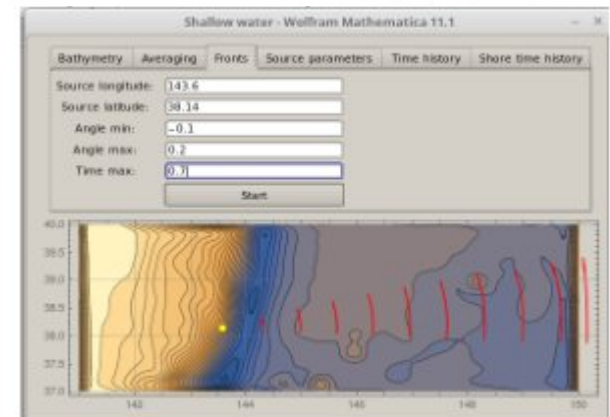 Shallow water - Wolfram Mathematica 11.1
Bathymetry Averaging Fronts Source parameters Time history Shore time history
Source longitude: 143.6
Source latitude: 38.14
Angle min: -0.1
Angle max: 0.2
Time max: 0.7
Start
40.0
39.5
39.0
38.5
38.0
37.5
37.0
142 144 146 148 150